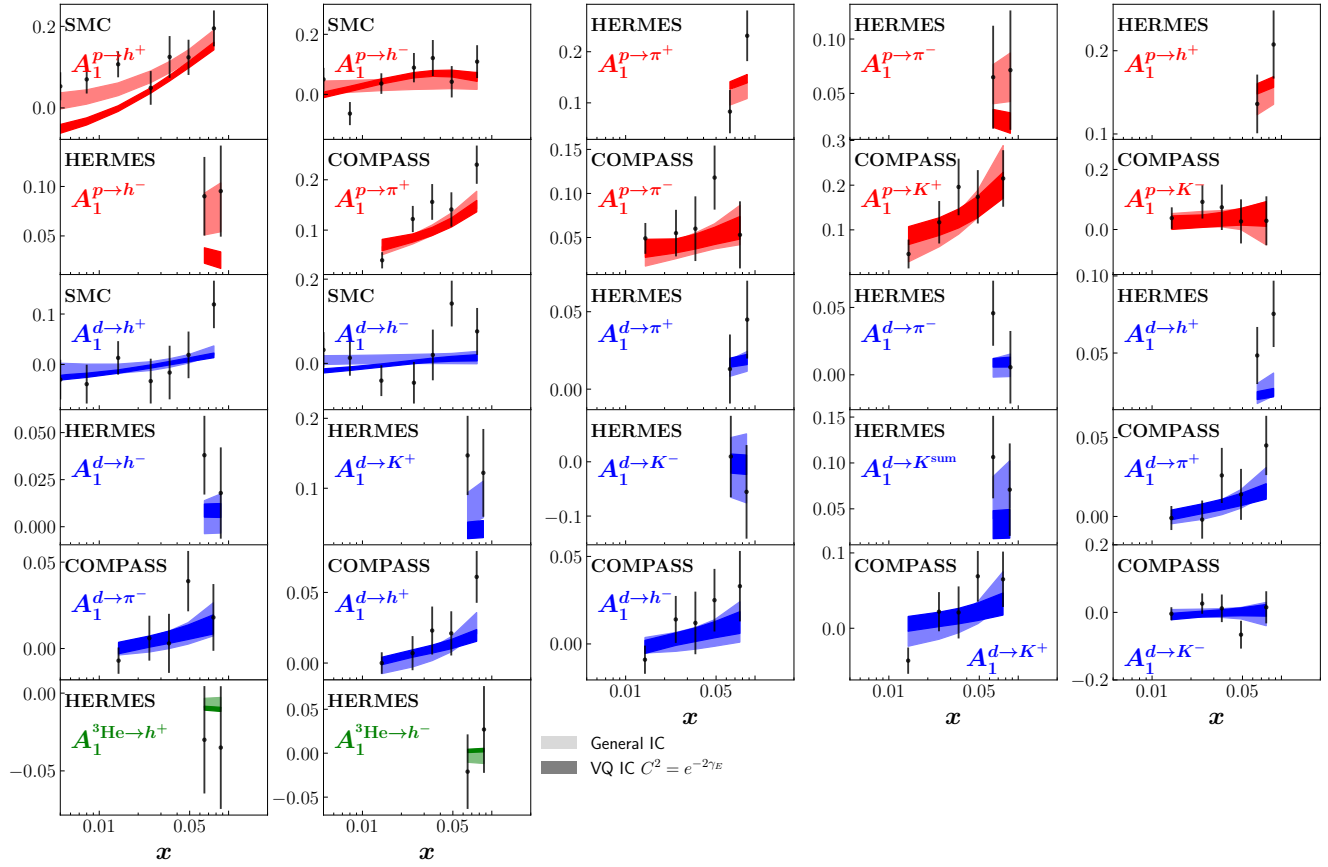 SMC
A_1^{p→h^+}
0.2
0.0
SMC
A_1^{p→h^-}
0.2
0.0
HERMES
A_1^{p→π^+}
0.2
0.1
HERMES
A_1^{p→π^-}
0.10
0.05
HERMES
A_1^{p→h^+}
0.2
0.1
HERMES
A_1^{p→h^-}
0.10
0.05
COMPASS
A_1^{p→π^+}
0.2
0.1
0.0
COMPASS
A_1^{p→π^-}
0.15
0.10
0.05
0.00
COMPASS
A_1^{p→K^+}
0.3
0.2
0.1
0.0
COMPASS
A_1^{p→K^-}
0.2
0.0
SMC
A_1^{d→h^+}
0.1
0.0
SMC
A_1^{d→h^-}
0.2
0.0
HERMES
A_1^{d→π^+}
0.05
0.00
HERMES
A_1^{d→π^-}
0.05
0.00
HERMES
A_1^{d→h^+}
0.10
0.05
HERMES
A_1^{d→h^-}
0.050
0.025
0.000
HERMES
A_1^{d→K^+}
0.2
0.1
HERMES
A_1^{d→K^-}
0.0
−0.1
HERMES
A_1^{d→K^{sum}}
0.15
0.10
0.05
COMPASS
A_1^{d→π^+}
0.05
0.00
COMPASS
A_1^{d→π^-}
0.05
0.00
COMPASS
A_1^{d→h^+}
0.05
0.00
COMPASS
A_1^{d→h^-}
0.05
0.00
0.01
0.05
x
COMPASS
A_1^{d→K^+}
0.1
0.0
0.01
0.05
x
COMPASS
A_1^{d→K^-}
0.2
0.0
−0.2
0.01
0.05
x
HERMES
A_1^{^3He→h^+}
0.00
−0.05
0.01
0.05
x
HERMES
A_1^{^3He→h^-}
0.05
0.00
−0.05
0.01
0.05
x
General IC
VQ IC C^2 = e^{−2γ_E}